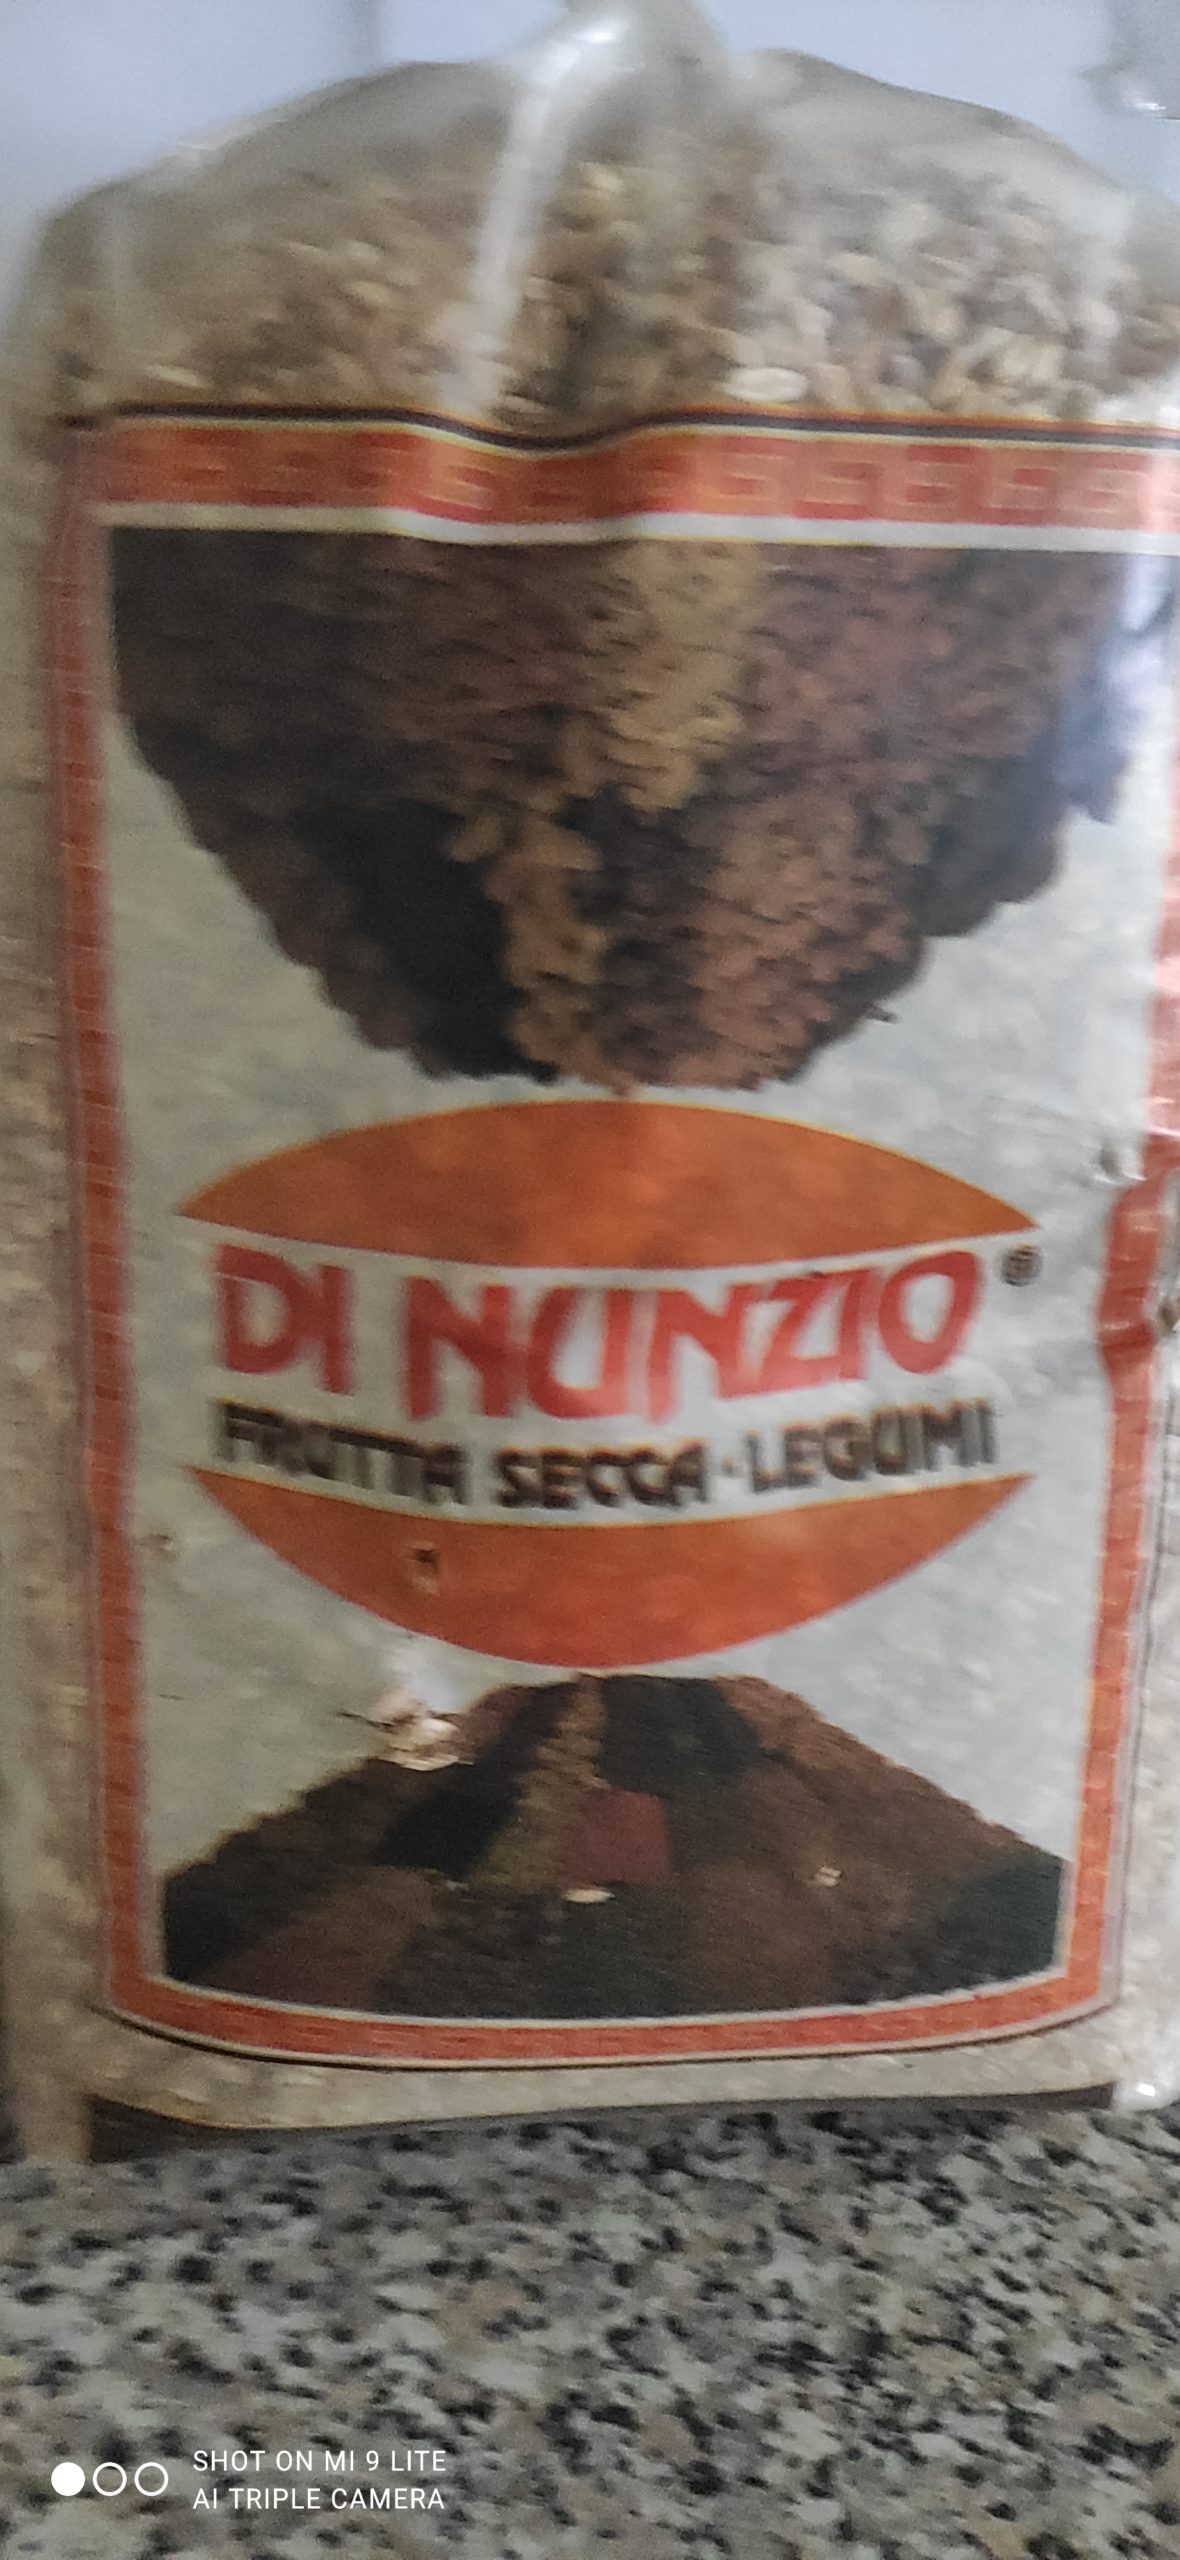 DI NUNZIO ®
FRUTTA SECCA · LEGUMI
SHOT ON MI 9 LITE
AI TRIPLE CAMERA